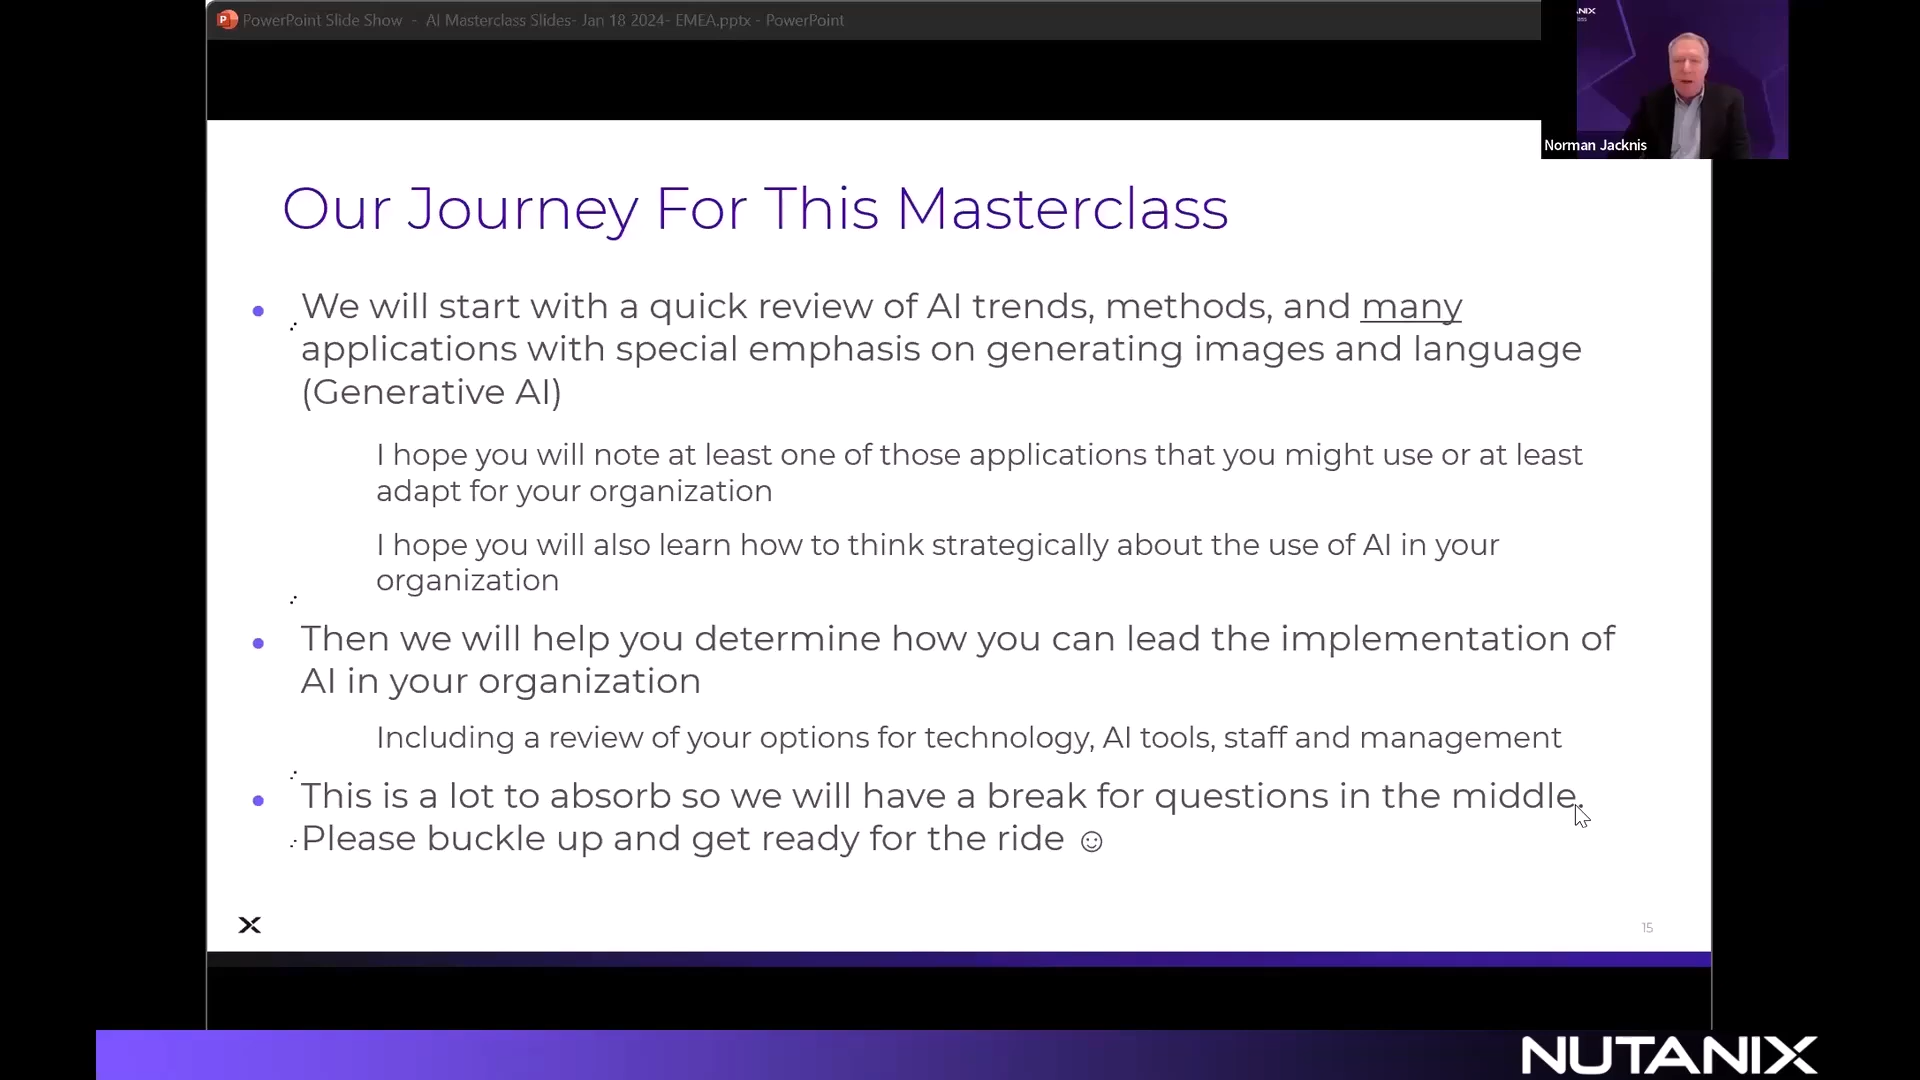 PowerPoint Slide Show - AI Masterclass Slides- Jan 18 2024- EMEA.pptx - PowerPoint
Norman Jacknis
Our Journey For This Masterclass
We will start with a quick review of AI trends, methods, and many
applications with special emphasis on generating images and language
(Generative AI)
I hope you will note at least one of those applications that you might use or at least
adapt for your organization
I hope you will also learn how to think strategically about the use of AI in your
organization
Then we will help you determine how you can lead the implementation of
AI in your organization
Including a review of your options for technology, AI tools, staff and management
This is a lot to absorb so we will have a break for questions in the middle.
Please buckle up and get ready for the ride ☺
15
NUTANIX